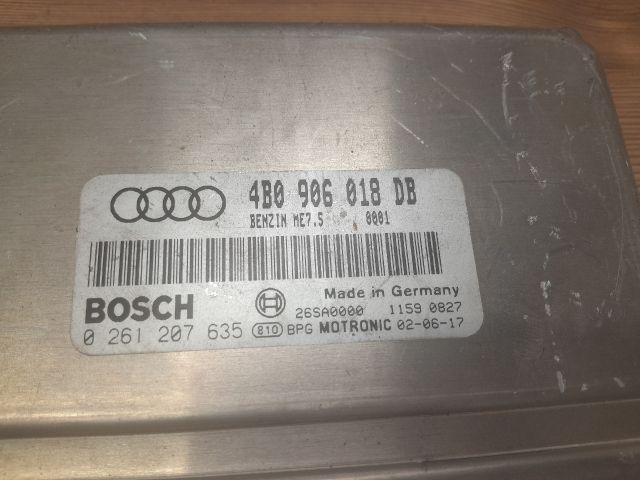 4B0 906 018 DB
BENZIN ME7.5 0001
BOSCH
Made in Germany
26SA0000 1159 0827
0 261 207 635 810 BPG MOTRONIC 02-06-17